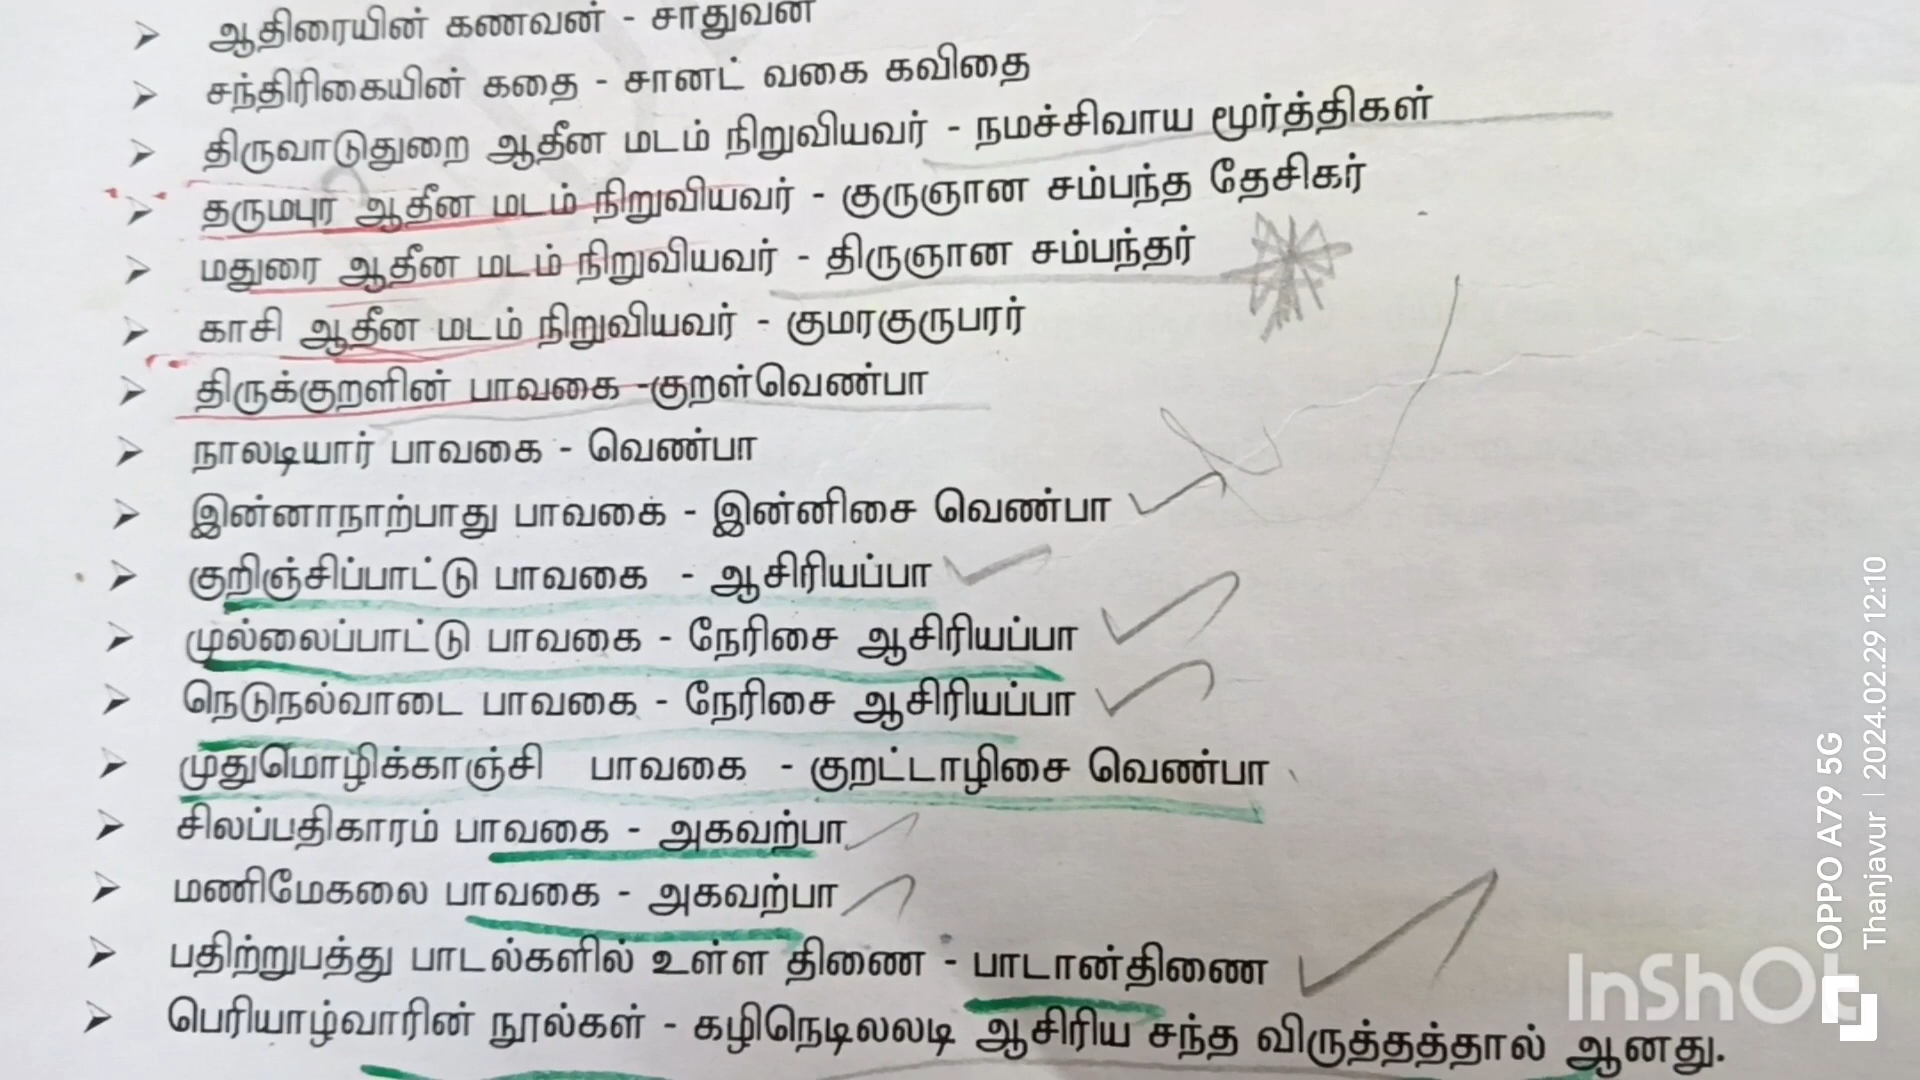 ஆதிரையின் கணவன் - சாதுவன்
சந்திரிகையின் கதை - சானட் வகை கவிதை
திருவாடுதுறை ஆதீன மடம் நிறுவியவர் - நமச்சிவாய மூர்த்திகள்
தருமபுர ஆதீன மடம் நிறுவியவர் - குருஞான சம்பந்த தேசிகர்
மதுரை ஆதீன மடம் நிறுவியவர் - திருஞான சம்பந்தர்
காசி ஆதீன மடம் நிறுவியவர் - குமரகுருபரர்
திருக்குறளின் பாவகை -குறள்வெண்பா
நாலடியார் பாவகை - வெண்பா
இன்னாநாற்பாது பாவகை - இன்னிசை வெண்பா
குறிஞ்சிப்பாட்டு பாவகை - ஆசிரியப்பா
முல்லைப்பாட்டு பாவகை - நேரிசை ஆசிரியப்பா
நெடுநல்வாடை பாவகை - நேரிசை ஆசிரியப்பா
முதுமொழிக்காஞ்சி பாவகை - குறட்டாழிசை வெண்பா
சிலப்பதிகாரம் பாவகை - அகவற்பா
மணிமேகலை பாவகை - அகவற்பா
பதிற்றுபத்து பாடல்களில் உள்ள திணை - பாடான்திணை
பெரியாழ்வாரின் நூல்கள் - கழிநெடிலலடி ஆசிரிய சந்த விருத்தத்தால் ஆனது.
OPPO A79 5G
Thanjavur | 2024.02.29 12:10
InShOt